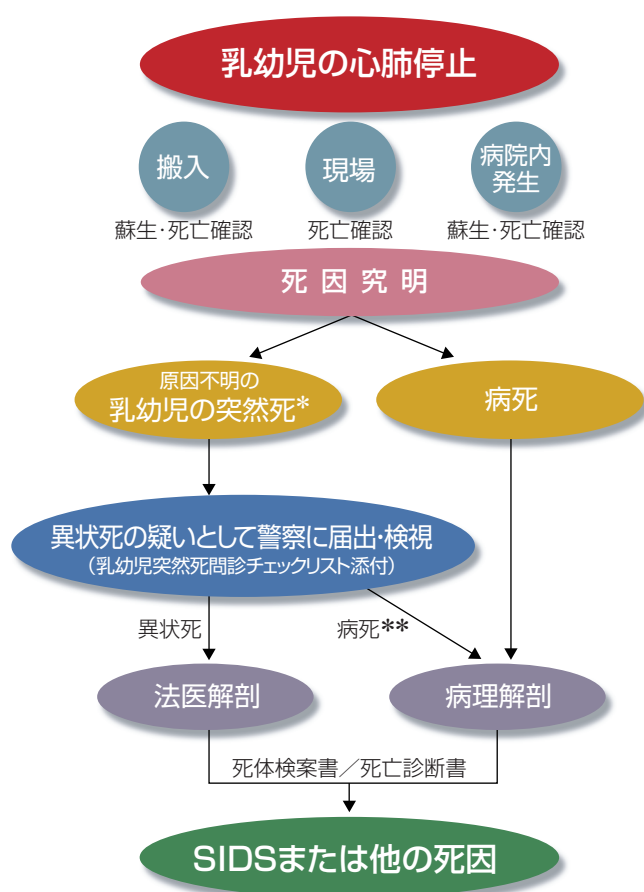 乳幼児の心肺停止
搬入
現場
病院内
発生
蘇生・死亡確認
死亡確認
蘇生・死亡確認
死因究明
原因不明の
乳幼児の突然死*
病死
異状死の疑いとして警察に届出・検視
（乳幼児突然死問診チェックリスト添付）
異状死
病死**
法医解剖
病理解剖
死体検案書／死亡診断書
SIDSまたは他の死因